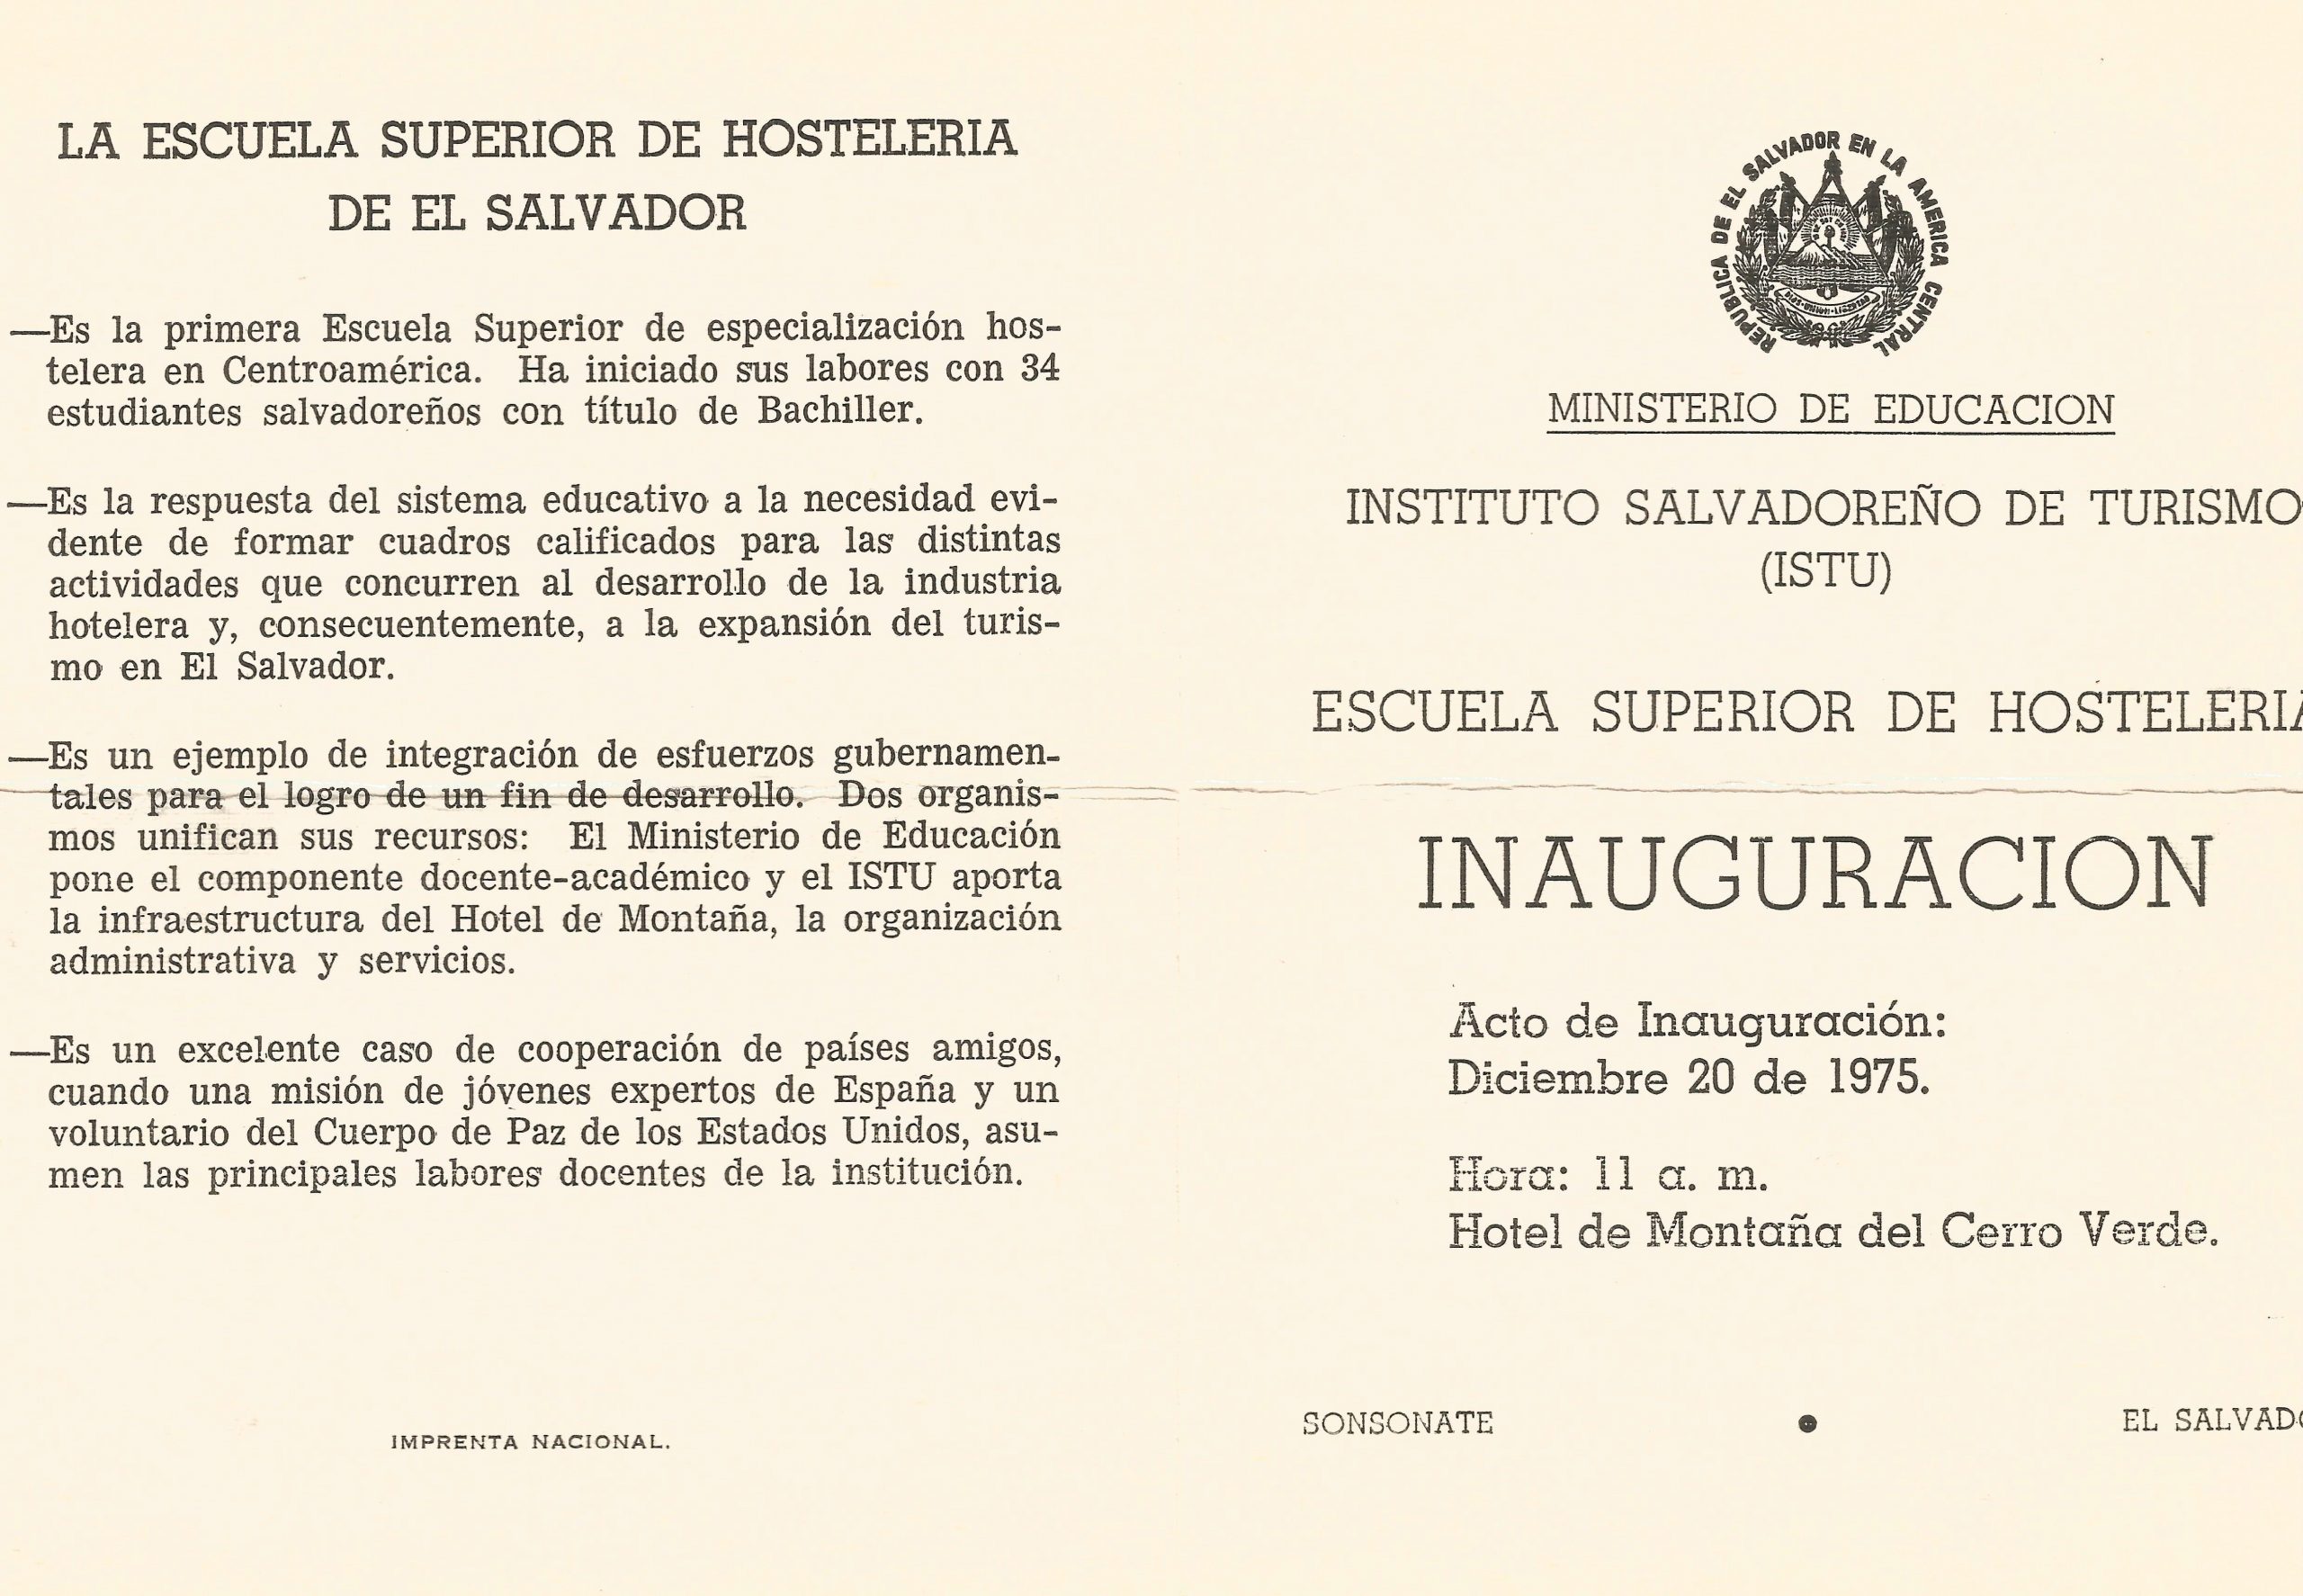 LA ESCUELA SUPERIOR DE HOSTELERIA
DE EL SALVADOR
—Es la primera Escuela Superior de especialización hos-
telera en Centroamérica. Ha iniciado sus labores con 34
estudiantes salvadoreños con título de Bachiller.
—Es la respuesta del sistema educativo a la necesidad evi-
dente de formar cuadros calificados para las distintas
actividades que concurren al desarrollo de la industria
hotelera y, consecuentemente, a la expansión del turis-
mo en El Salvador.
—Es un ejemplo de integración de esfuerzos gubernamen-
tales para el logro de un fin de desarrollo. Dos organis-
mos unifican sus recursos: El Ministerio de Educación
pone el componente docente-académico y el ISTU aporta
la infraestructura del Hotel de Montaña, la organización
administrativa y servicios.
—Es un excelente caso de cooperación de países amigos,
cuando una misión de jóvenes expertos de España y un
voluntario del Cuerpo de Paz de los Estados Unidos, asu-
men las principales labores docentes de la institución.
IMPRENTA NACIONAL.
REPUBLICA DE EL SALVADOR EN LA AMERICA CENTRAL
MINISTERIO DE EDUCACION
INSTITUTO SALVADOREÑO DE TURISMO
(ISTU)
ESCUELA SUPERIOR DE HOSTELERIA
INAUGURACION
Acto de Inauguración:
Diciembre 20 de 1975.
Hora: 11 a. m.
Hotel de Montaña del Cerro Verde.
SONSONATE • EL SALVADO